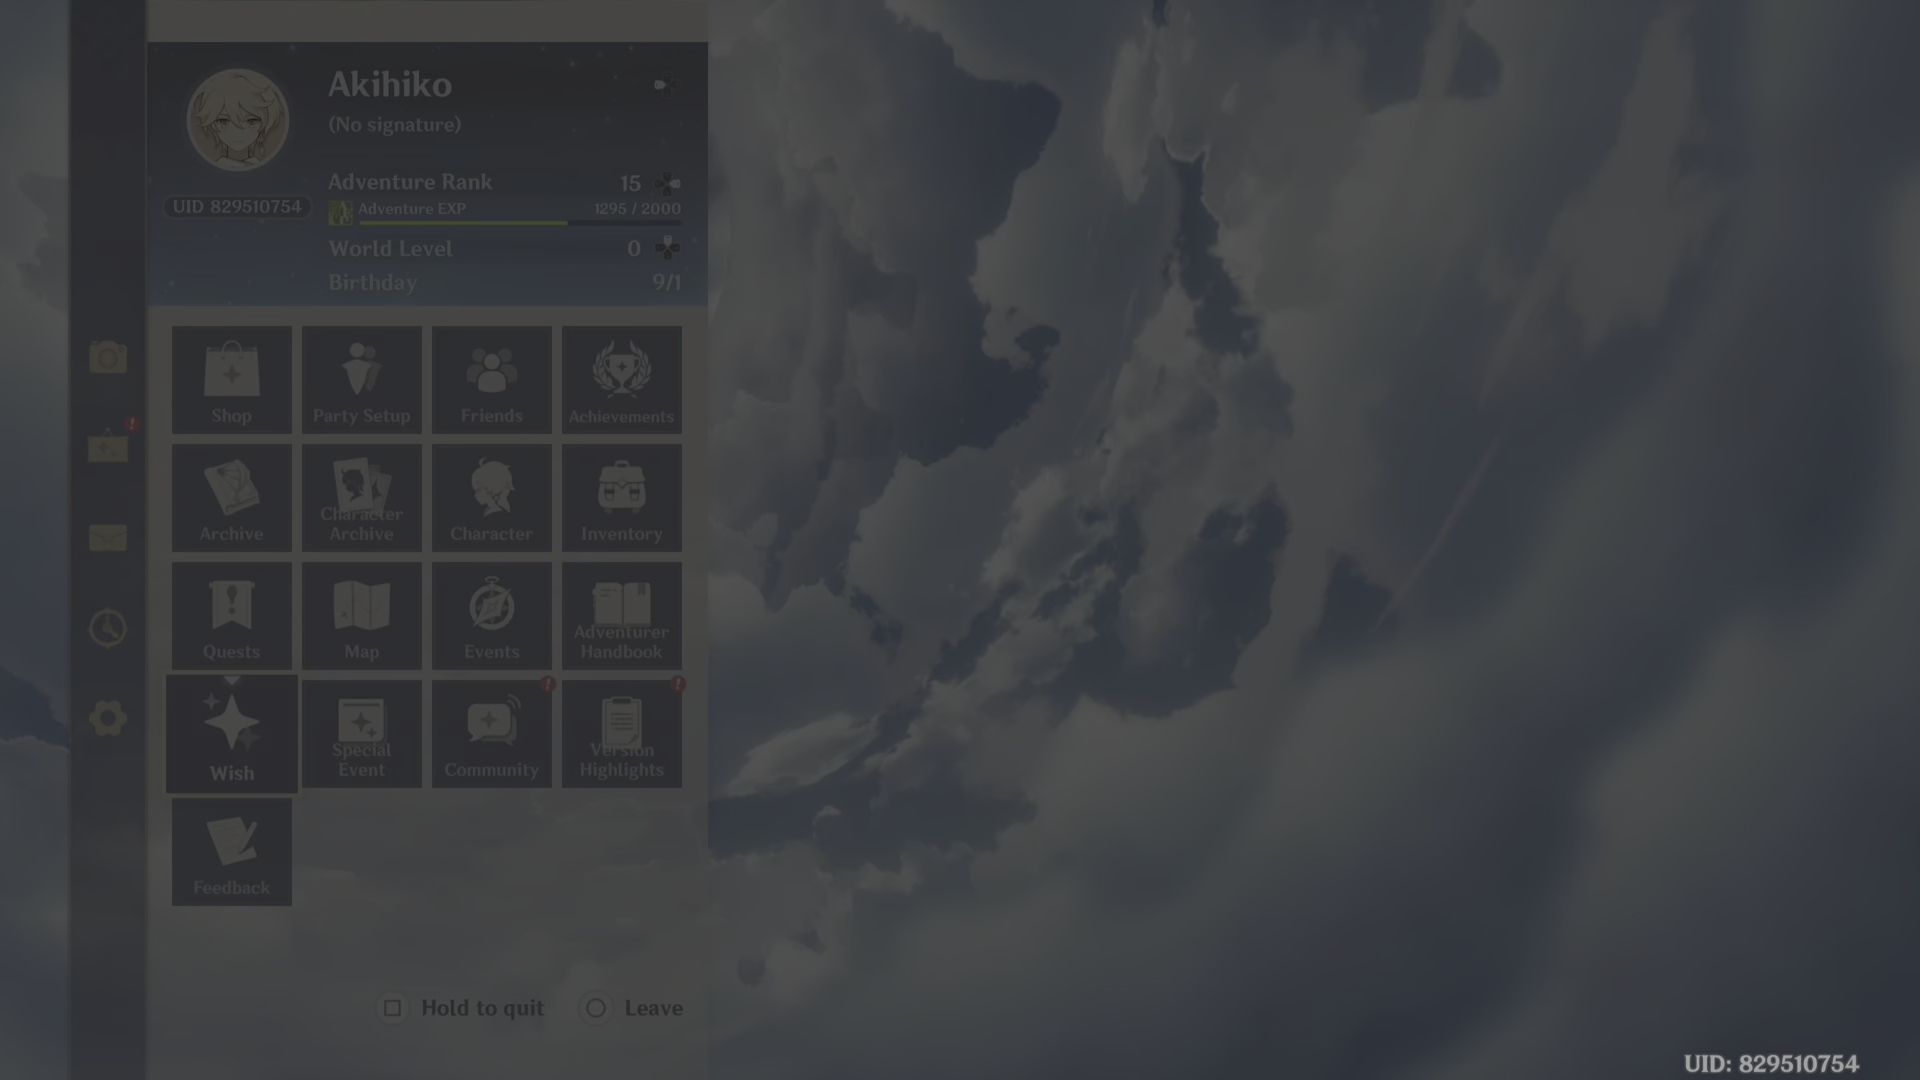 Akihiko
(No signature)
Adventure Rank 15
UID 829510754
Adventure EXP 1295 / 2000
World Level 0
Birthday 9/1
Shop
Party Setup
Friends
Achievements
Archive
Character
Archive
Character
Inventory
Quests
Map
Events
Adventurer
Handbook
Wish
Special
Event
Community
Version
Highlights
Feedback
Hold to quit
Leave
UID: 829510754